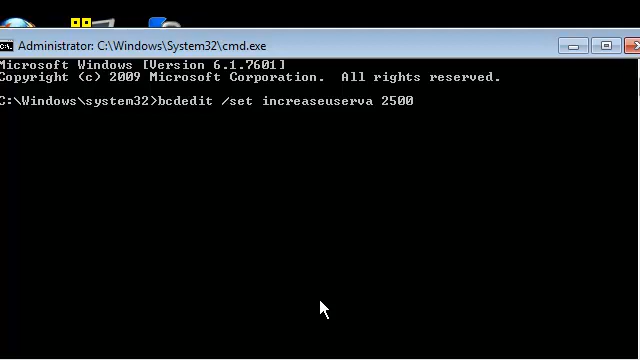 Administrator: C:\Windows\System32\cmd.exe
Microsoft Windows [Version 6.1.7601]
Copyright (c) 2009 Microsoft Corporation.  All rights reserved.
C:\Windows\system32>bcdedit /set increaseuserva 2500